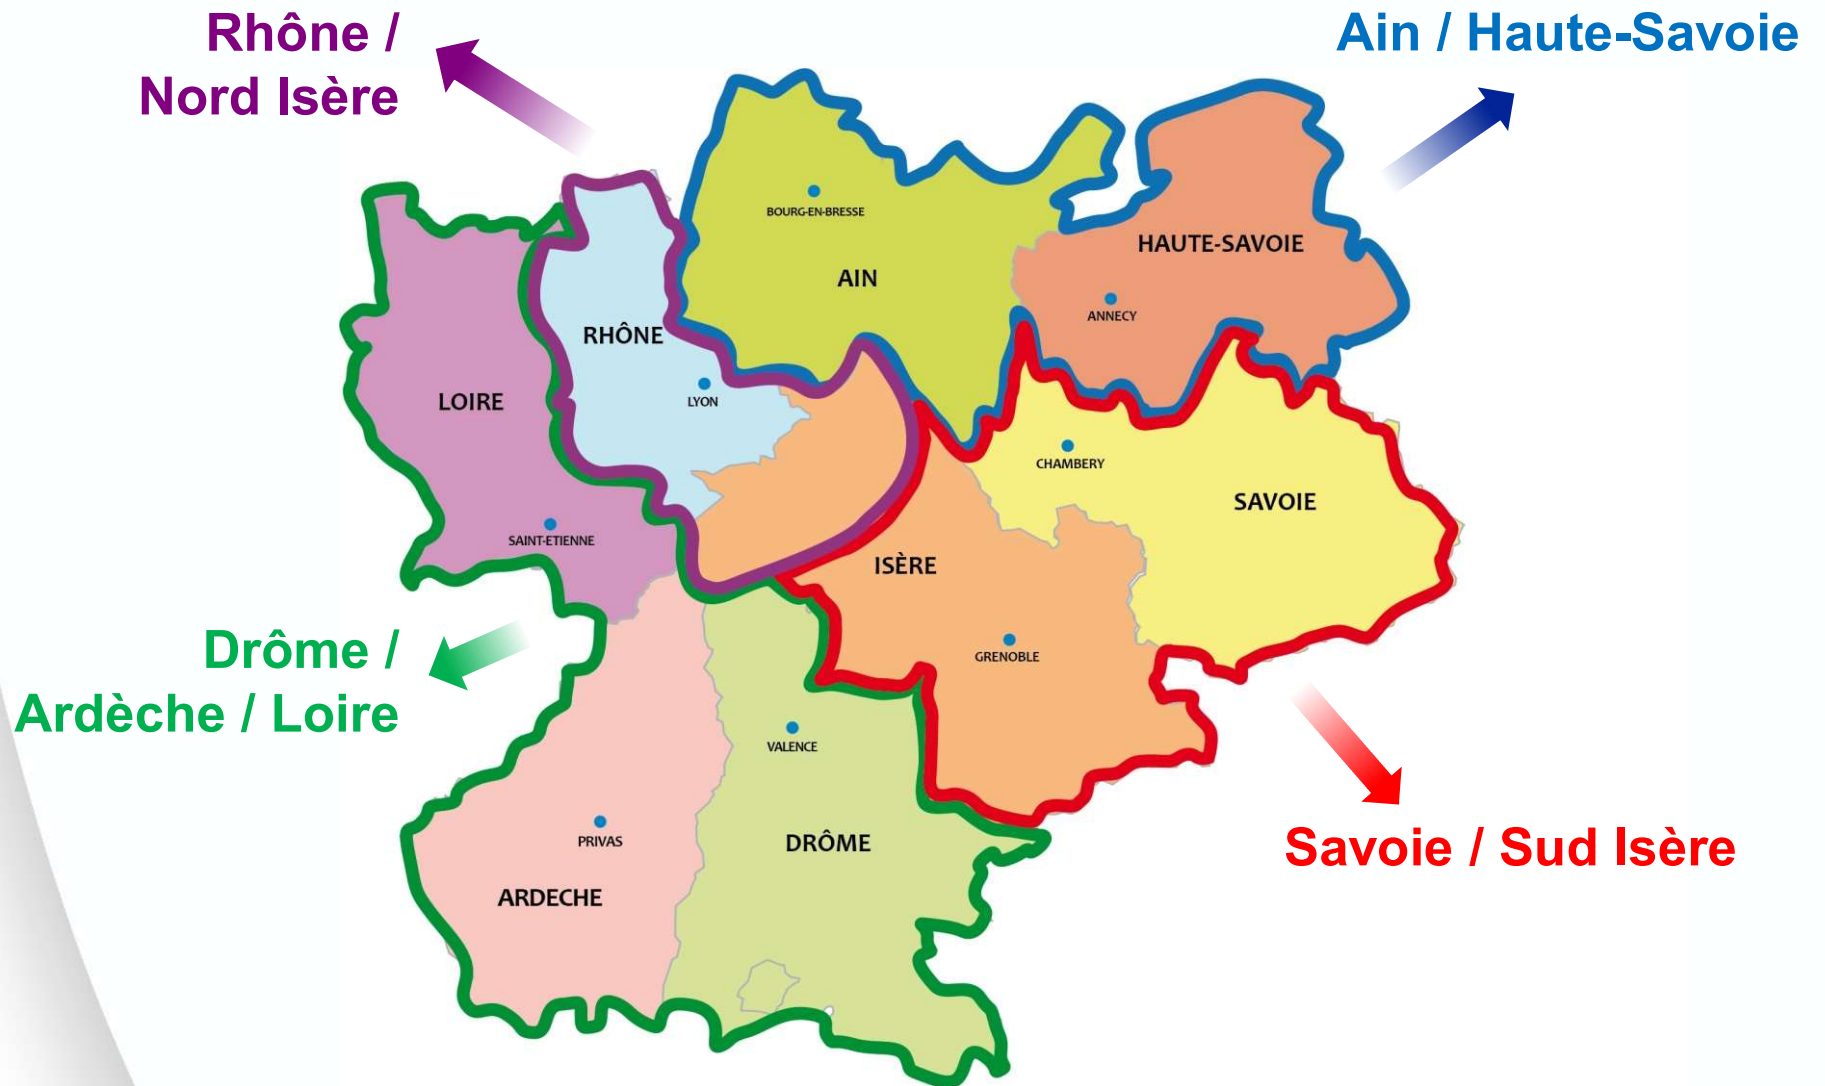 Rhône /
Nord Isère
Ain / Haute-Savoie
BOURG-EN-BRESSE
AIN
HAUTE-SAVOIE
ANNECY
RHÔNE
LYON
LOIRE
SAINT-ETIENNE
CHAMBERY
SAVOIE
ISÈRE
GRENOBLE
Drôme /
Ardèche / Loire
VALENCE
PRIVAS
DRÔME
ARDECHE
Savoie / Sud Isère